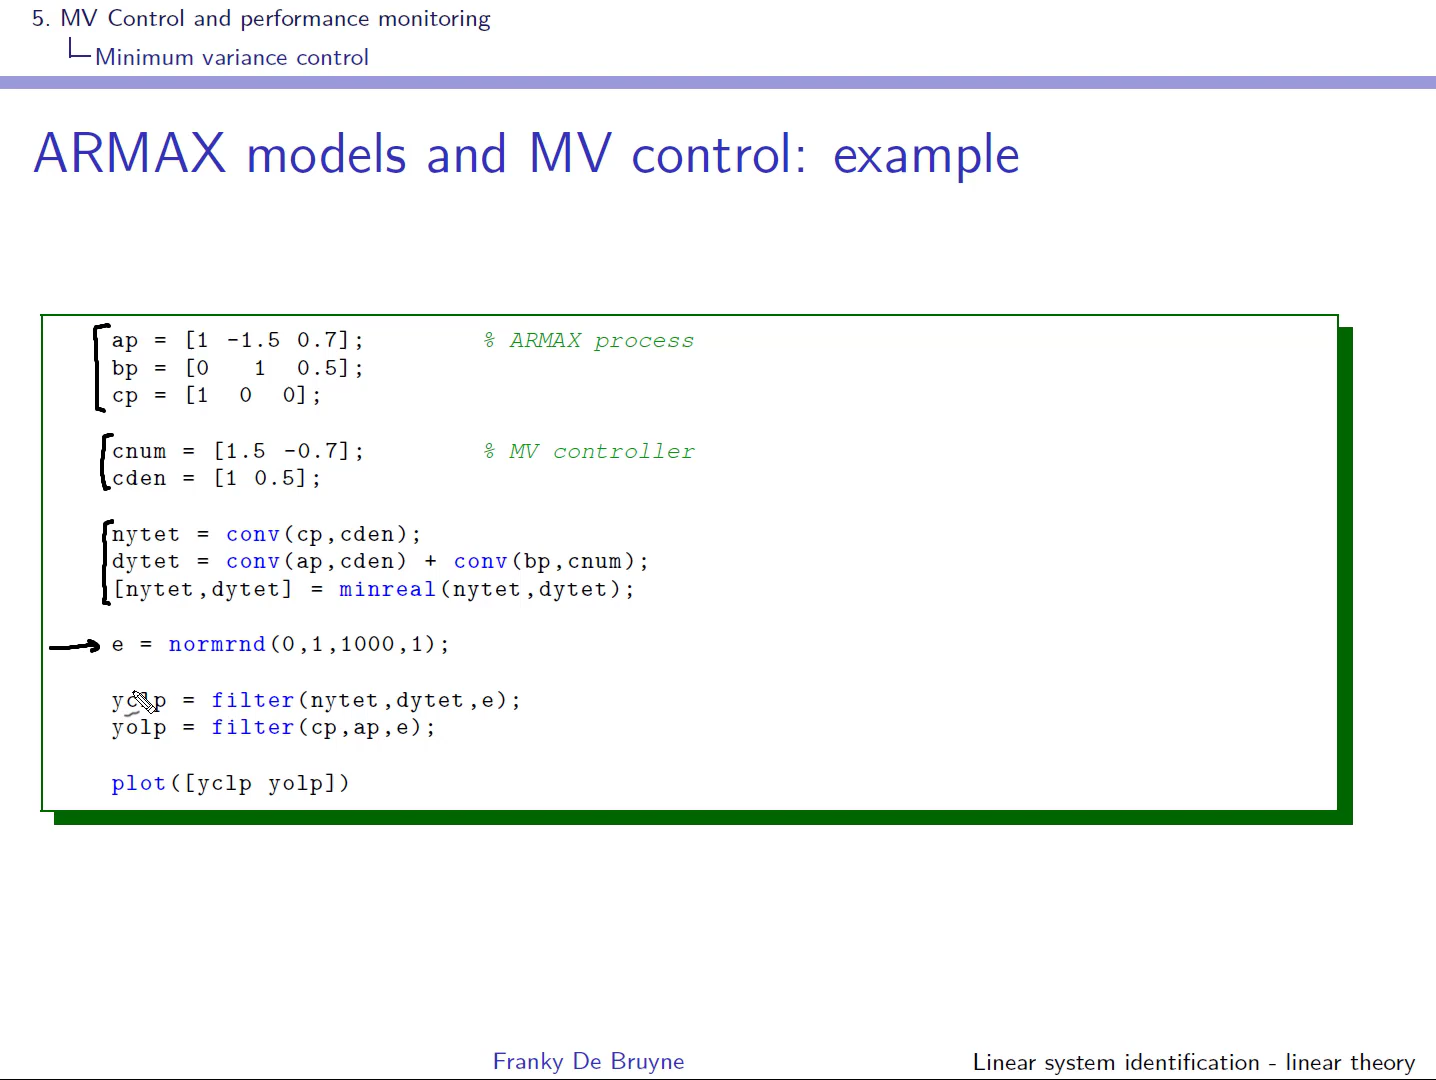 5. MV Control and performance monitoring
Minimum variance control
ARMAX models and MV control: example
ap = [1 -1.5 0.7]; % ARMAX process
bp = [0 1 0.5];
cp = [1 0 0];
cnum = [1.5 -0.7]; % MV controller
cden = [1 0.5];
nytet = conv(cp,cden);
dytet = conv(ap,cden) + conv(bp,cnum);
[nytet,dytet] = minreal(nytet,dytet);
e = normrnd(0,1,1000,1);
yclp = filter(nytet,dytet,e);
yolp = filter(cp,ap,e);
plot([yclp yolp])
Franky De Bruyne
Linear system identification - linear theory